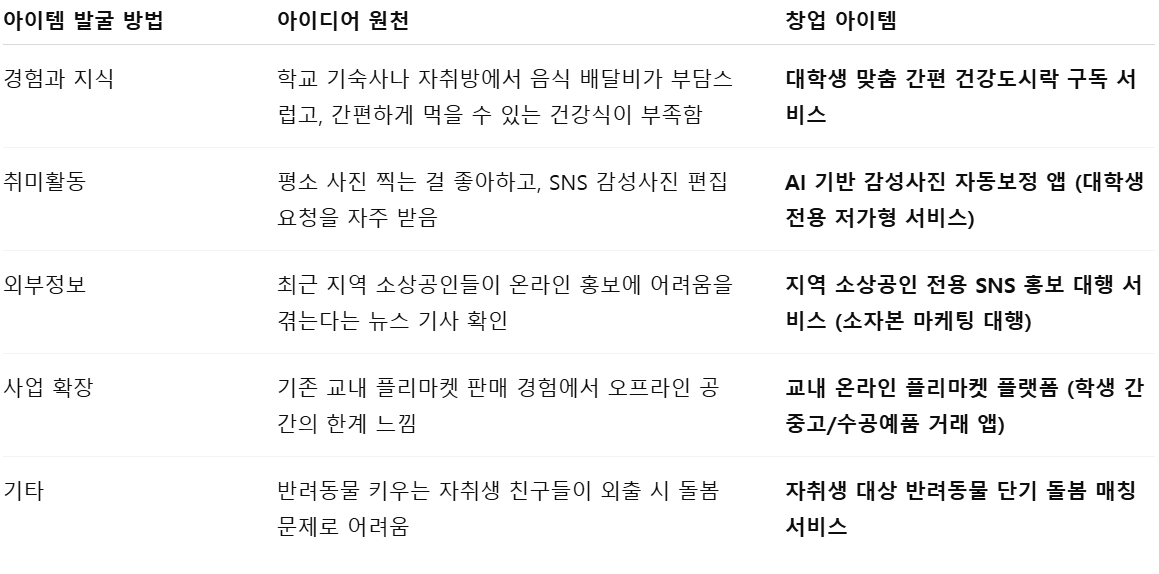 아이템 발굴 방법 아이디어 원천 창업 아이템
경험과 지식 학교 기숙사나 자취방에서 음식 배달비가 부담스 대학생 맞춤 간편 건강도시락 구독 서
럽고, 간편하게 먹을 수 있는 건강식이 부족함 비스
취미활동 평소 사진 찍는 걸 좋아하고, SNS 감성사진 편집 AI 기반 감성사진 자동보정 앱 (대학생
요청을 자주 받음 전용 저가형 서비스)
외부정보 최근 지역 소상공인들이 온라인 홍보에 어려움을 지역 소상공인 전용 SNS 홍보 대행 서
겪는다는 뉴스 기사 확인 비스 (소자본 마케팅 대행)
사업 확장 기존 교내 플리마켓 판매 경험에서 오프라인 공 교내 온라인 플리마켓 플랫폼 (학생 간
간의 한계 느낌 중고/수공예품 거래 앱)
기타 반려동물 키우는 자취생 친구들이 외출 시 돌봄 자취생 대상 반려동물 단기 돌봄 매칭
문제로 어려움 서비스